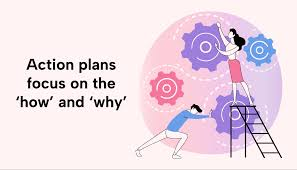 Action plans
focus on the
‘how’ and ‘why’